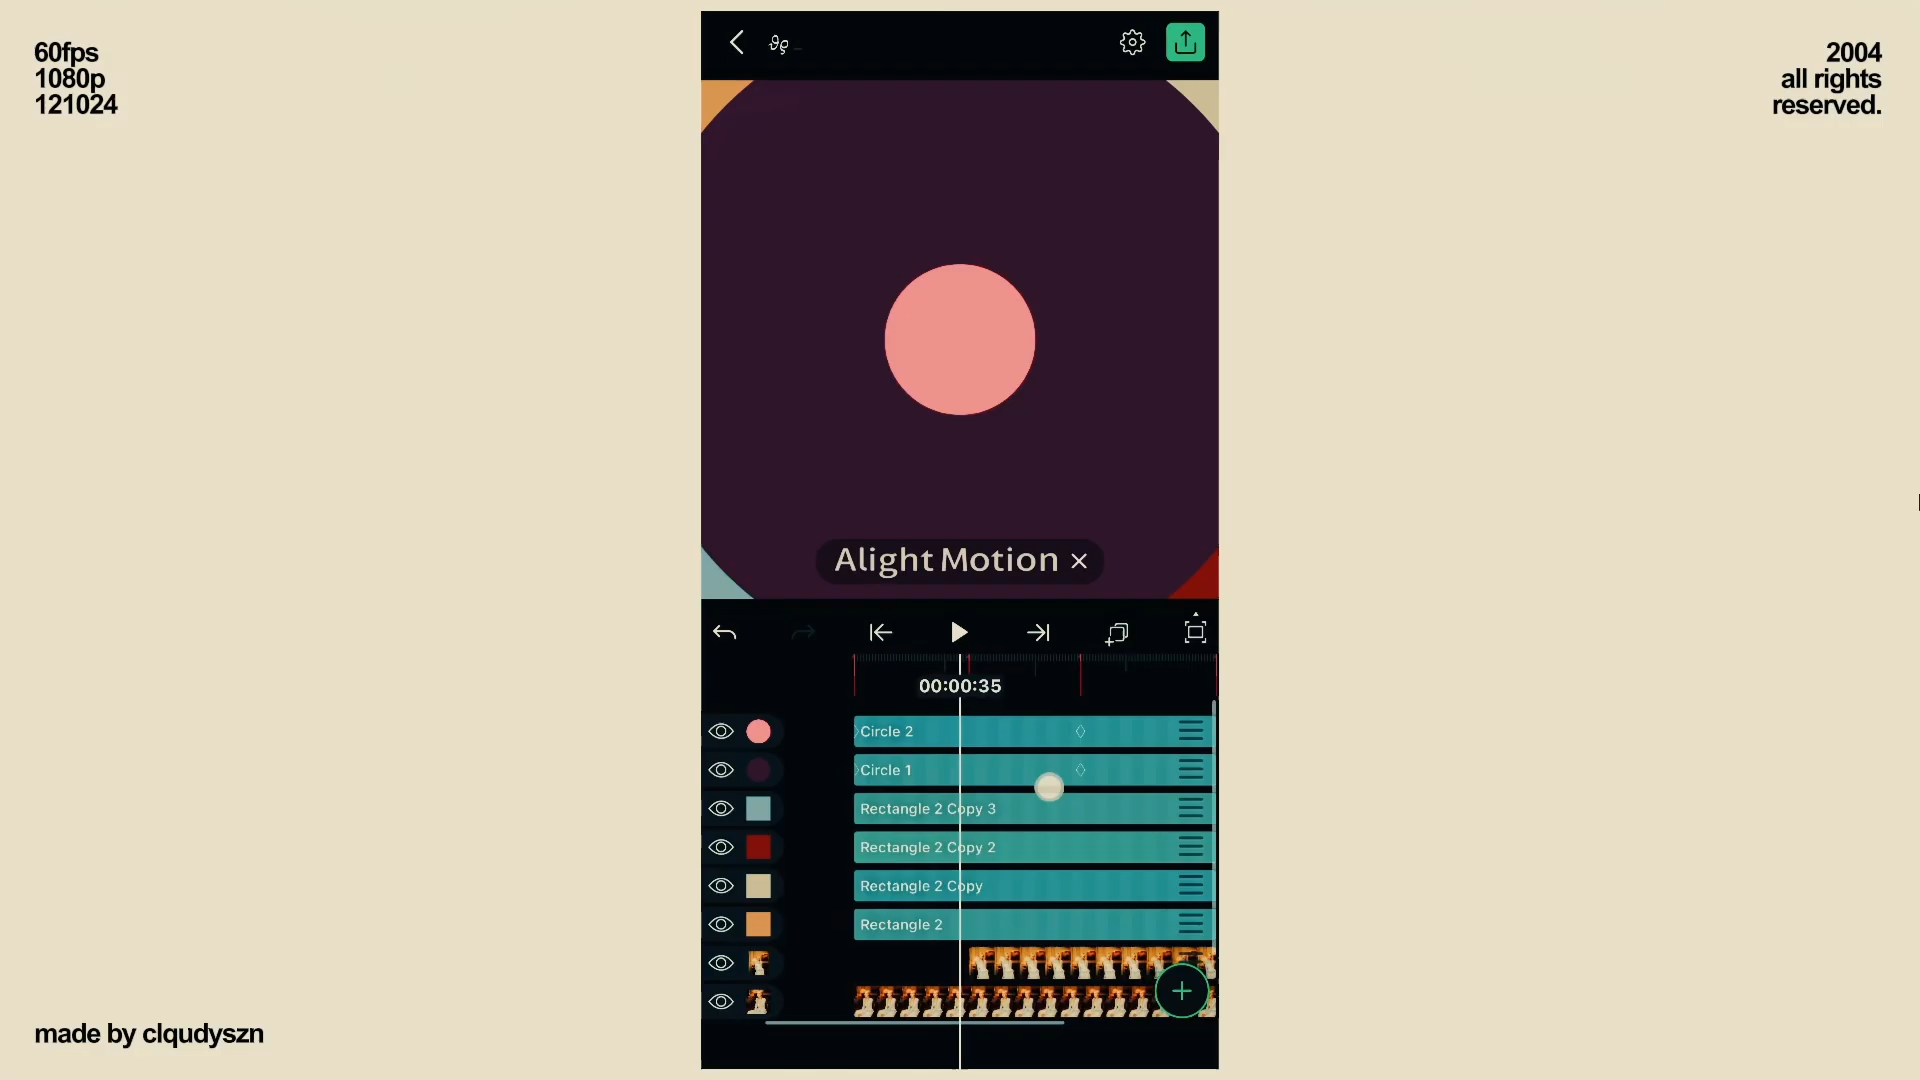 60fps
1080p
121024
2004
all rights
reserved.
Alight Motion ×
00:00:35
Circle 2
Circle 1
Rectangle 2 Copy 3
Rectangle 2 Copy 2
Rectangle 2 Copy
Rectangle 2
made by clqudyszn